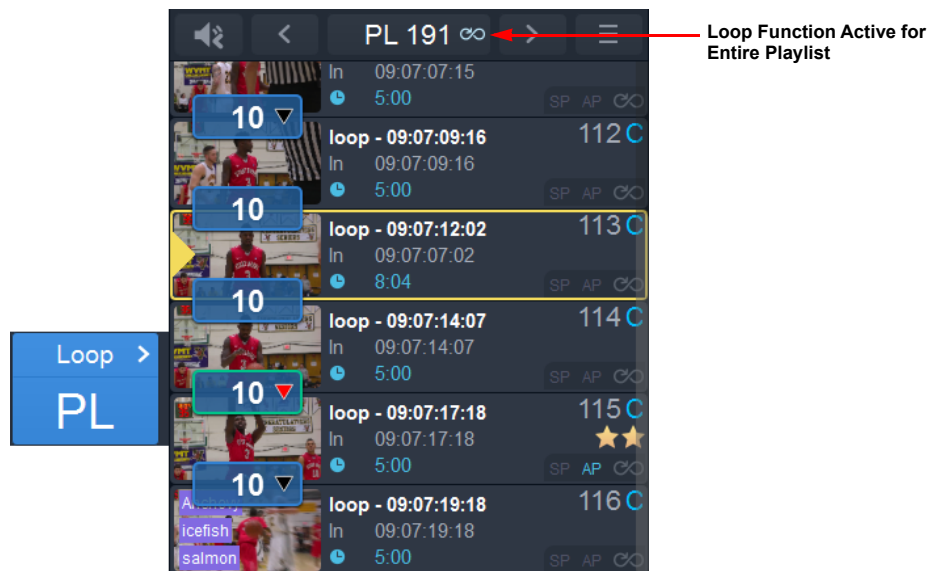 PL 191
Loop Function Active for
Entire Playlist
In 09:07:07:15
5:00
SP AP
10
loop - 09:07:09:16
112 C
In 09:07:09:16
5:00
SP AP
10
loop - 09:07:12:02
113 C
In 09:07:07:02
8:04
SP AP
10
loop - 09:07:14:07
114 C
In 09:07:14:07
5:00
SP AP
Loop >
PL
10
loop - 09:07:17:18
115 C
In 09:07:17:18
5:00
SP AP
10
loop - 09:07:19:18
116 C
In 09:07:19:18
5:00
SP AP
icefish
salmon